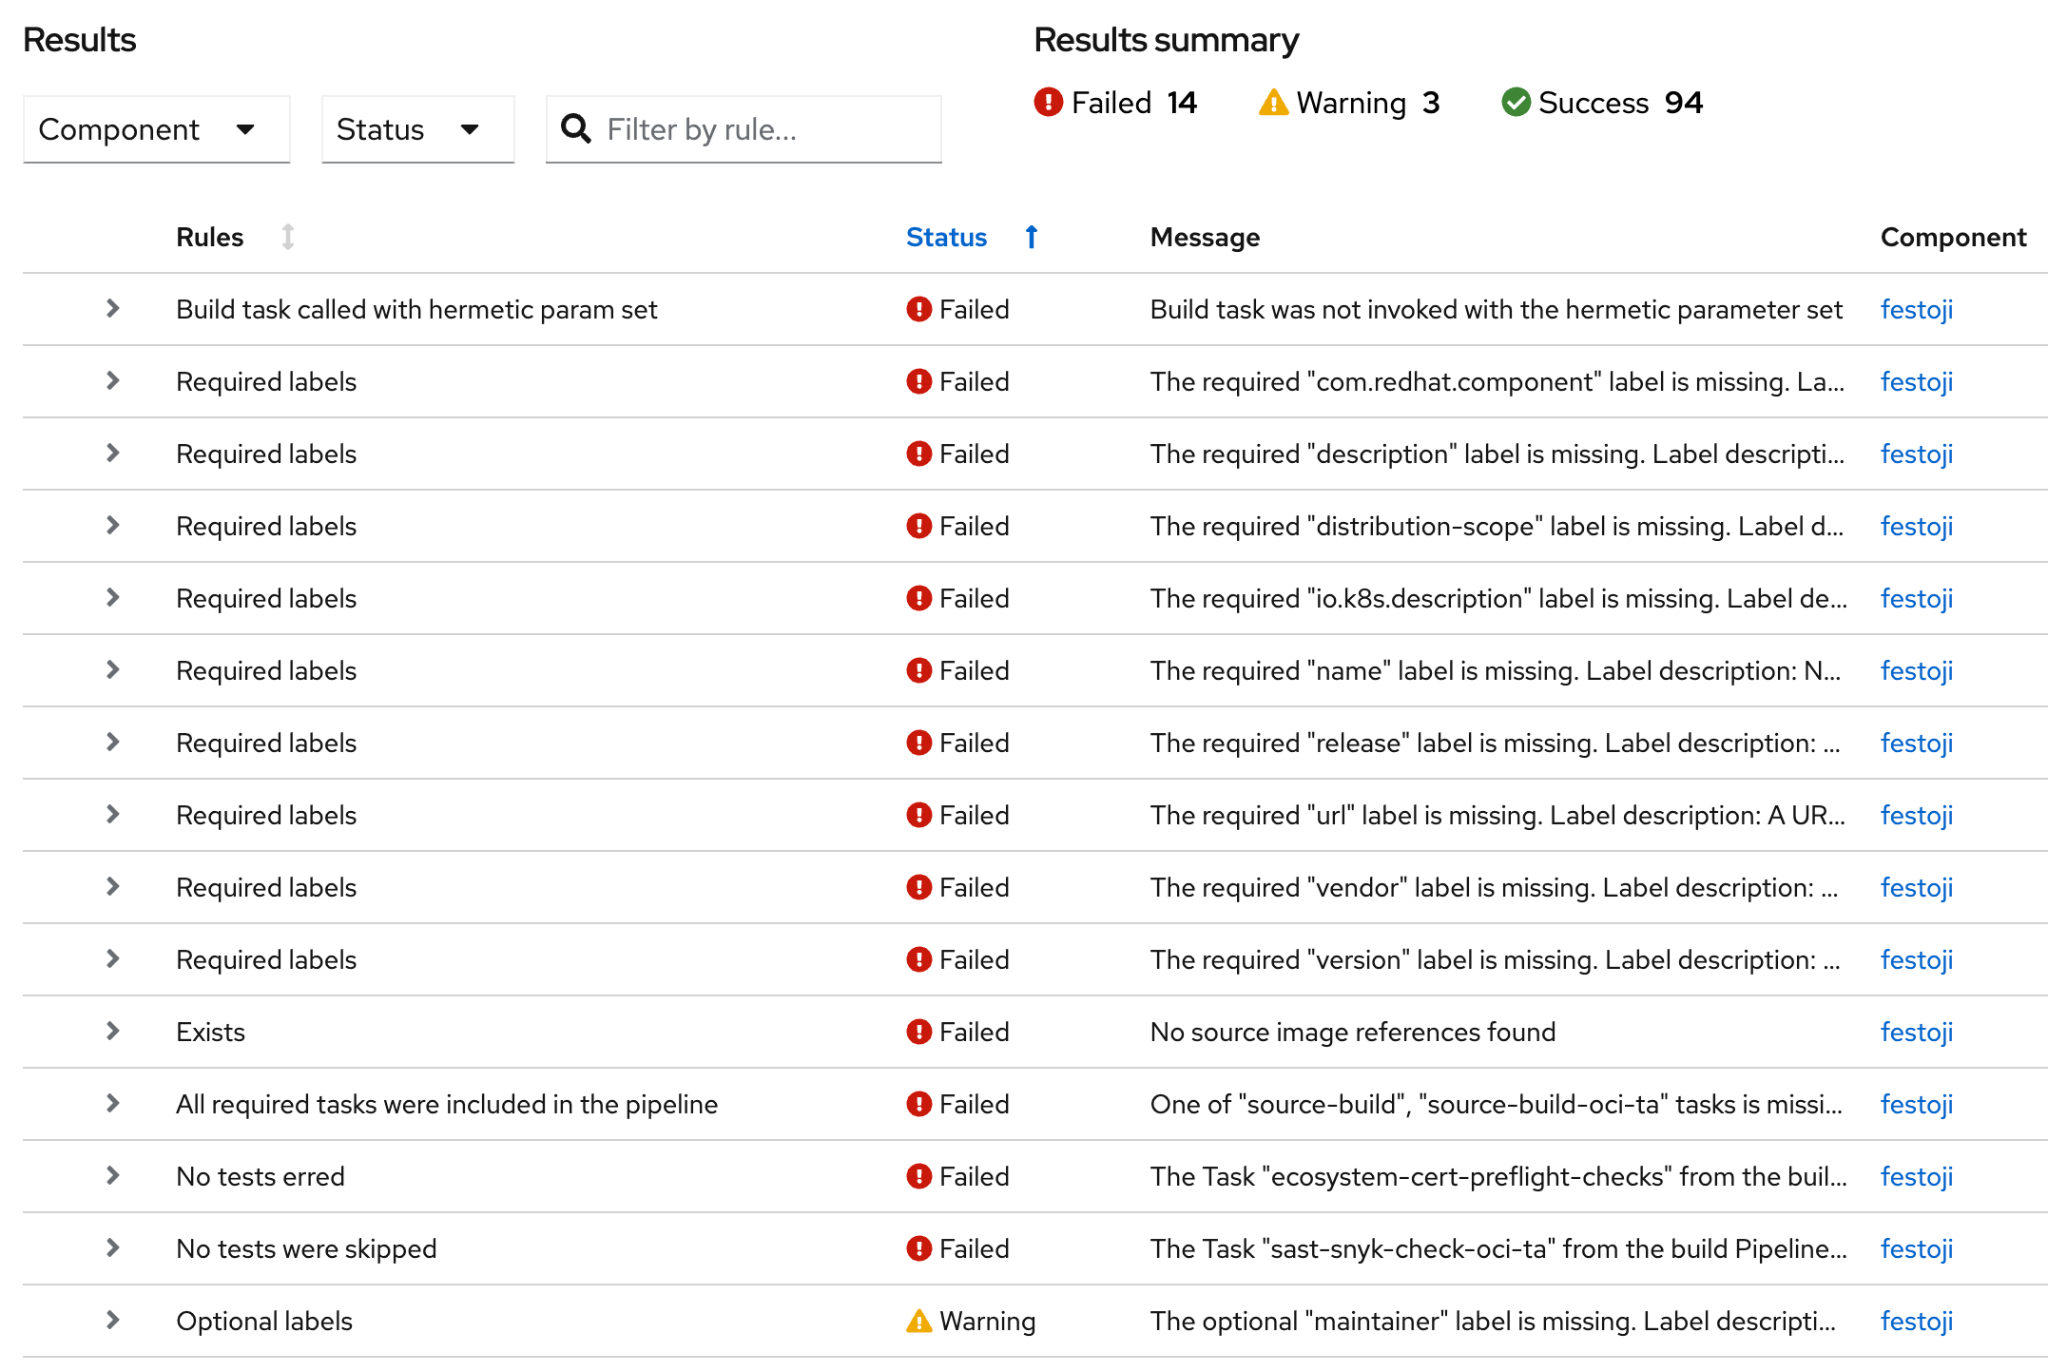 Results
Component
Status
Filter by rule...
Results summary
Failed 14
Warning 3
Success 94
Rules Status Message Component
Build task called with hermetic param set Failed Build task was not invoked with the hermetic parameter set festoji
Required labels Failed The required "com.redhat.component" label is missing. La... festoji
Required labels Failed The required "description" label is missing. Label descripti... festoji
Required labels Failed The required "distribution-scope" label is missing. Label d... festoji
Required labels Failed The required "io.k8s.description" label is missing. Label de... festoji
Required labels Failed The required "name" label is missing. Label description: N... festoji
Required labels Failed The required "release" label is missing. Label description: ... festoji
Required labels Failed The required "url" label is missing. Label description: A UR... festoji
Required labels Failed The required "vendor" label is missing. Label description: ... festoji
Required labels Failed The required "version" label is missing. Label description: ... festoji
Exists Failed No source image references found festoji
All required tasks were included in the pipeline Failed One of "source-build", "source-build-oci-ta" tasks is missi... festoji
No tests erred Failed The Task "ecosystem-cert-preflight-checks" from the buil... festoji
No tests were skipped Failed The Task "sast-snyk-check-oci-ta" from the build Pipeline... festoji
Optional labels Warning The optional "maintainer" label is missing. Label descripti... festoji